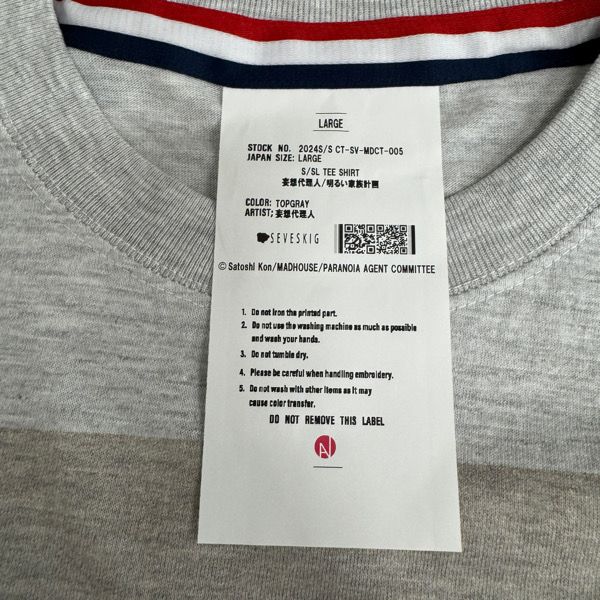 LARGE
STOCK NO. 2024S/S CT-SV-MDCT-005
JAPAN SIZE: LARGE
S/SL TEE SHIRT
妄想代理人/明るい家族計画
COLOR: TOPGRAY
ARTIST; 妄想代理人
SEVESKIG
© Satoshi Kon/MADHOUSE/PARANOIA AGENT COMMITTEE
1. Do not iron the printed part.
2. Do not use the washing machine as much as possible
and wash your hands.
3. Do not tumble dry.
4. Please be careful when handling embroidery.
5. Do not wash with other items as it may
cause color transfer.
DO NOT REMOVE THIS LABEL
A